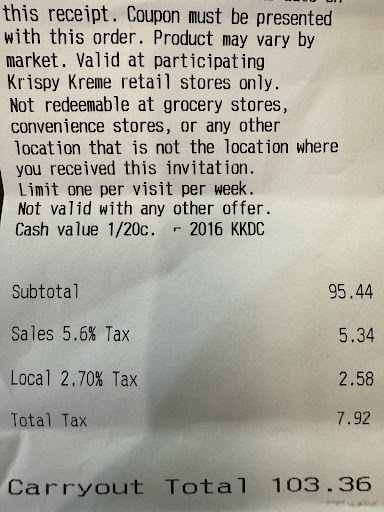 this receipt. Coupon must be presented
with this order. Product may vary by
market. Valid at participating
Krispy Kreme retail stores only.
Not redeemable at grocery stores,
convenience stores, or any other
location that is not the location where
you received this invitation.
Limit one per visit per week.
Not valid with any other offer.
Cash value 1/20c. - 2016 KKDC
Subtotal 95.44
Sales 5.6% Tax 5.34
Local 2.70% Tax 2.58
Total Tax 7.92
Carryout Total 103.36